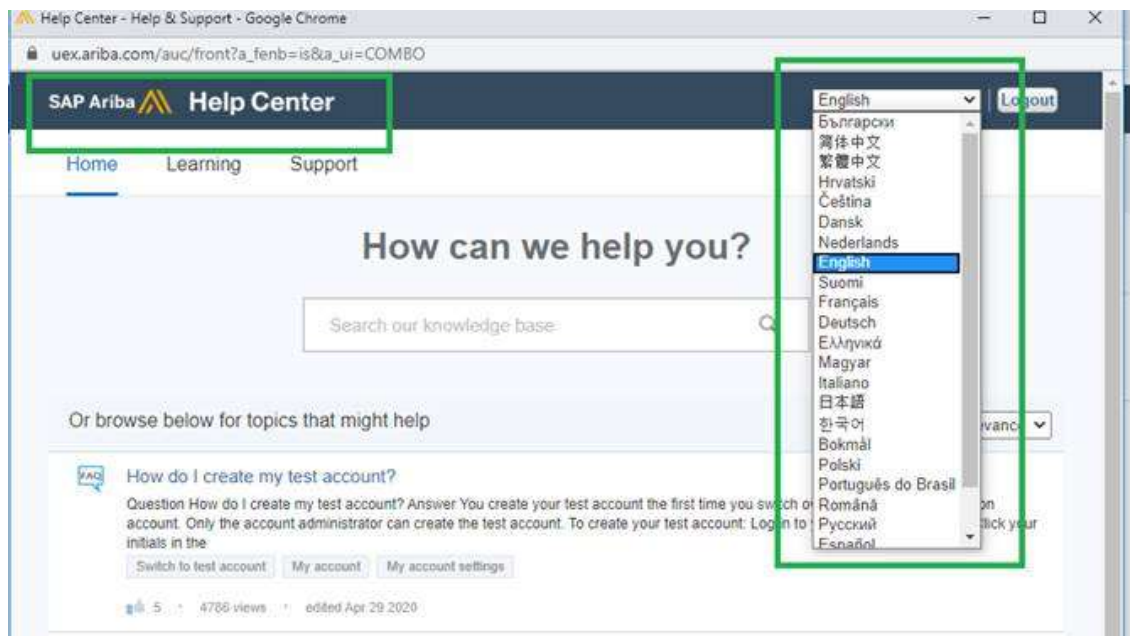 Help Center - Help & Support - Google Chrome
uex.ariba.com/auc/front?a_fenb=is&a_ui=COMBO
SAP Ariba Help Center
English
Logout
Home Learning Support
Български
简体中文
繁體中文
Hrvatski
Čeština
Dansk
Nederlands
English
Suomi
Français
Deutsch
Ελληνικά
Magyar
Italiano
日本語
한국어
Bokmål
Polski
Português do Brasil
Română
Русский
Español
How can we help you?
Search our knowledge base
Or browse below for topics that might help
FAQ
How do I create my test account?
Question How do I create my test account? Answer You create your test account the first time you switch
account. Only the account administrator can create the test account. To create your test account: Log in to
initials in the
Switch to test account My account My account settings
5 · 4766 views · edited Apr 29 2020